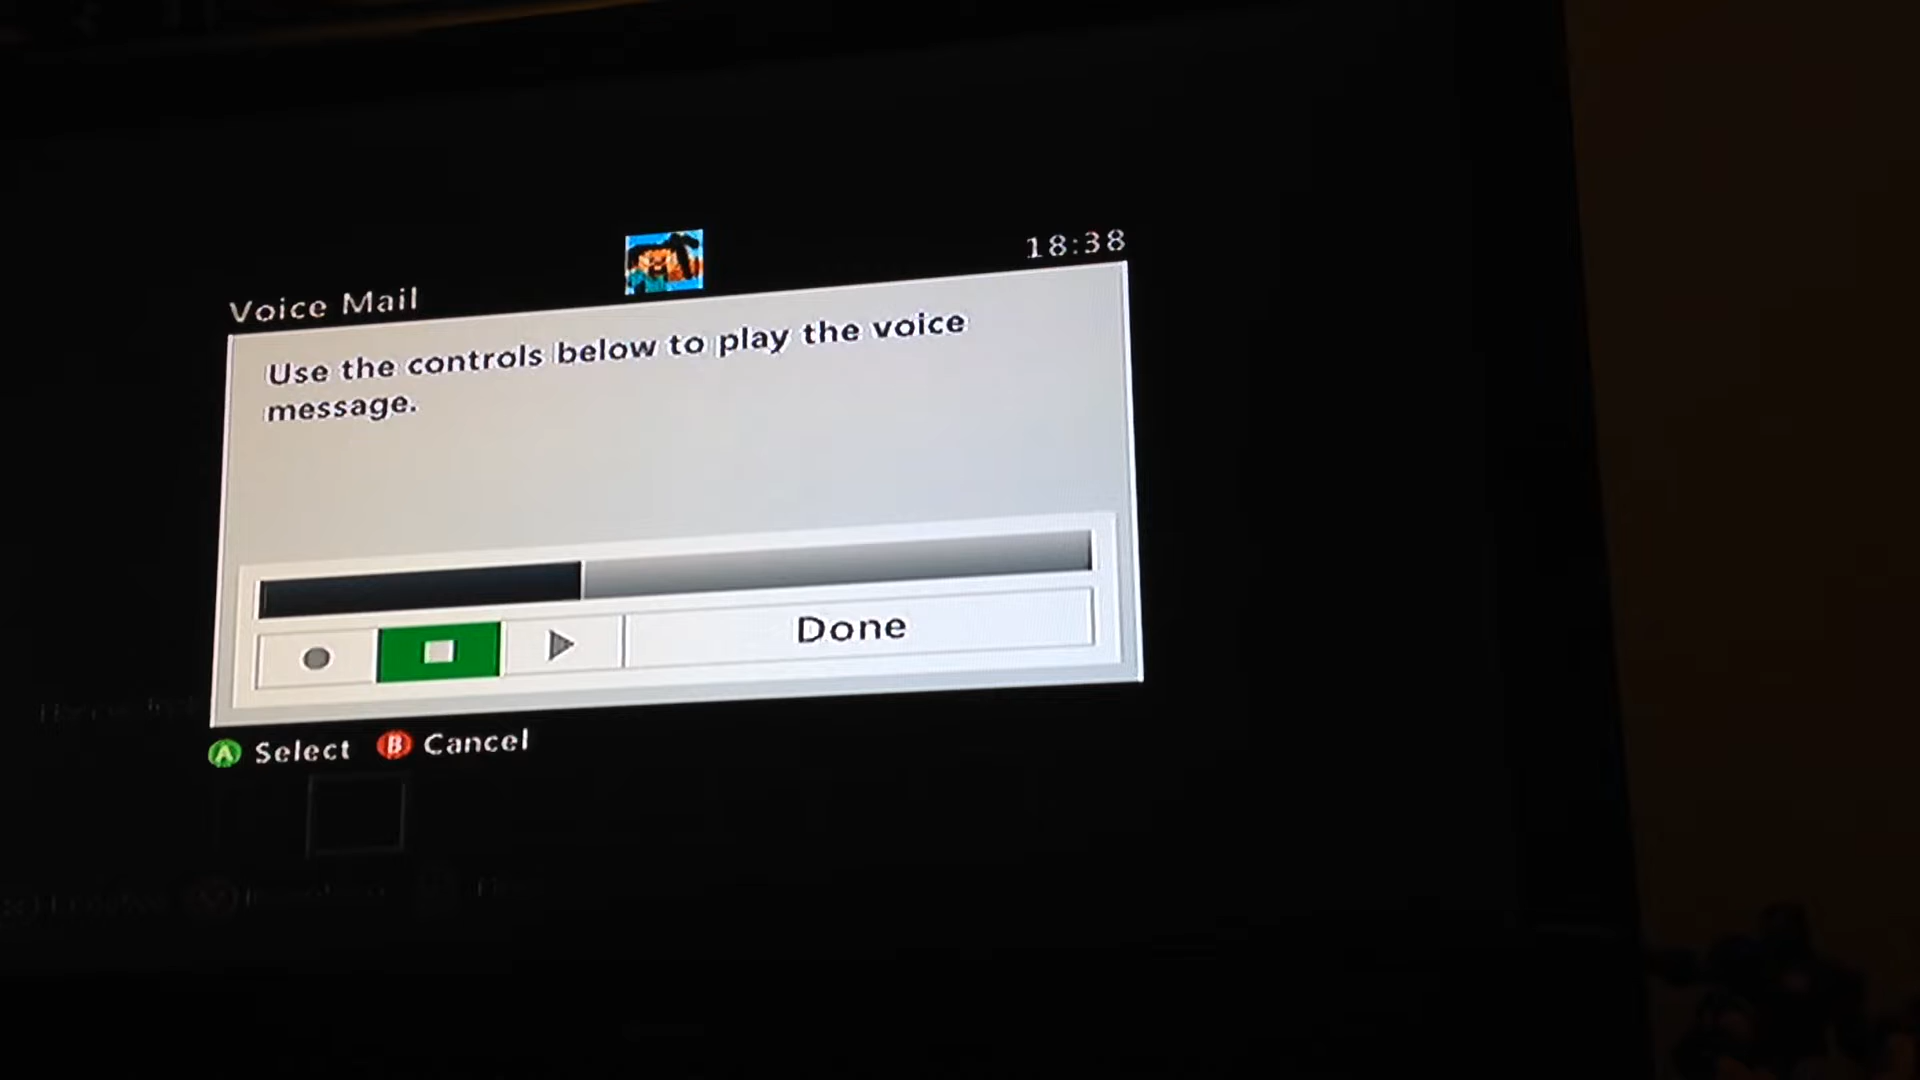 18:38
Voice Mail
Use the controls below to play the voice
message.
Done
A Select B Cancel